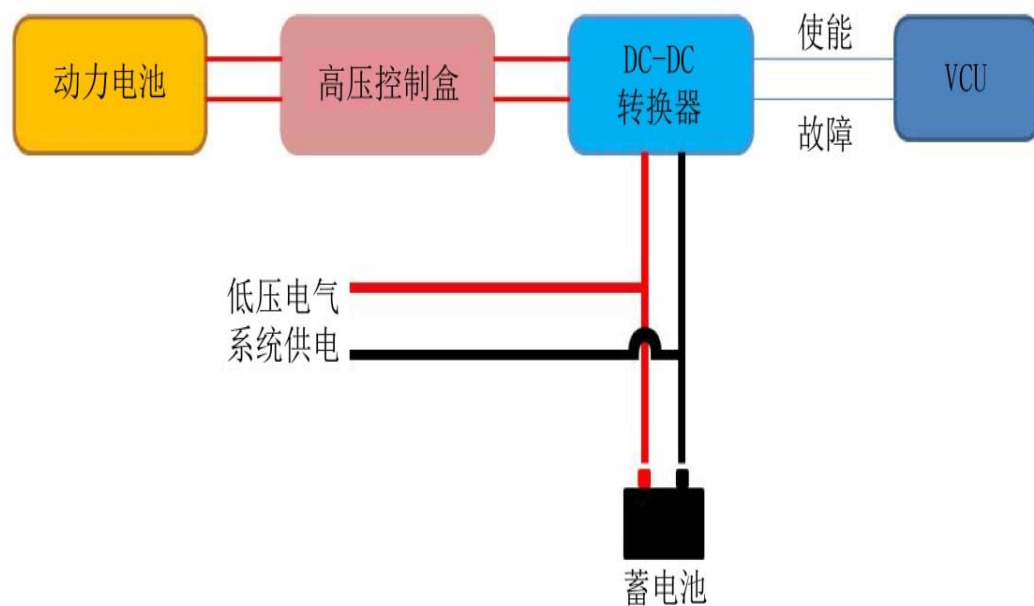 动力电池
高压控制盒
DC-DC
转换器
使能
故障
VCU
低压电气
系统供电
蓄电池